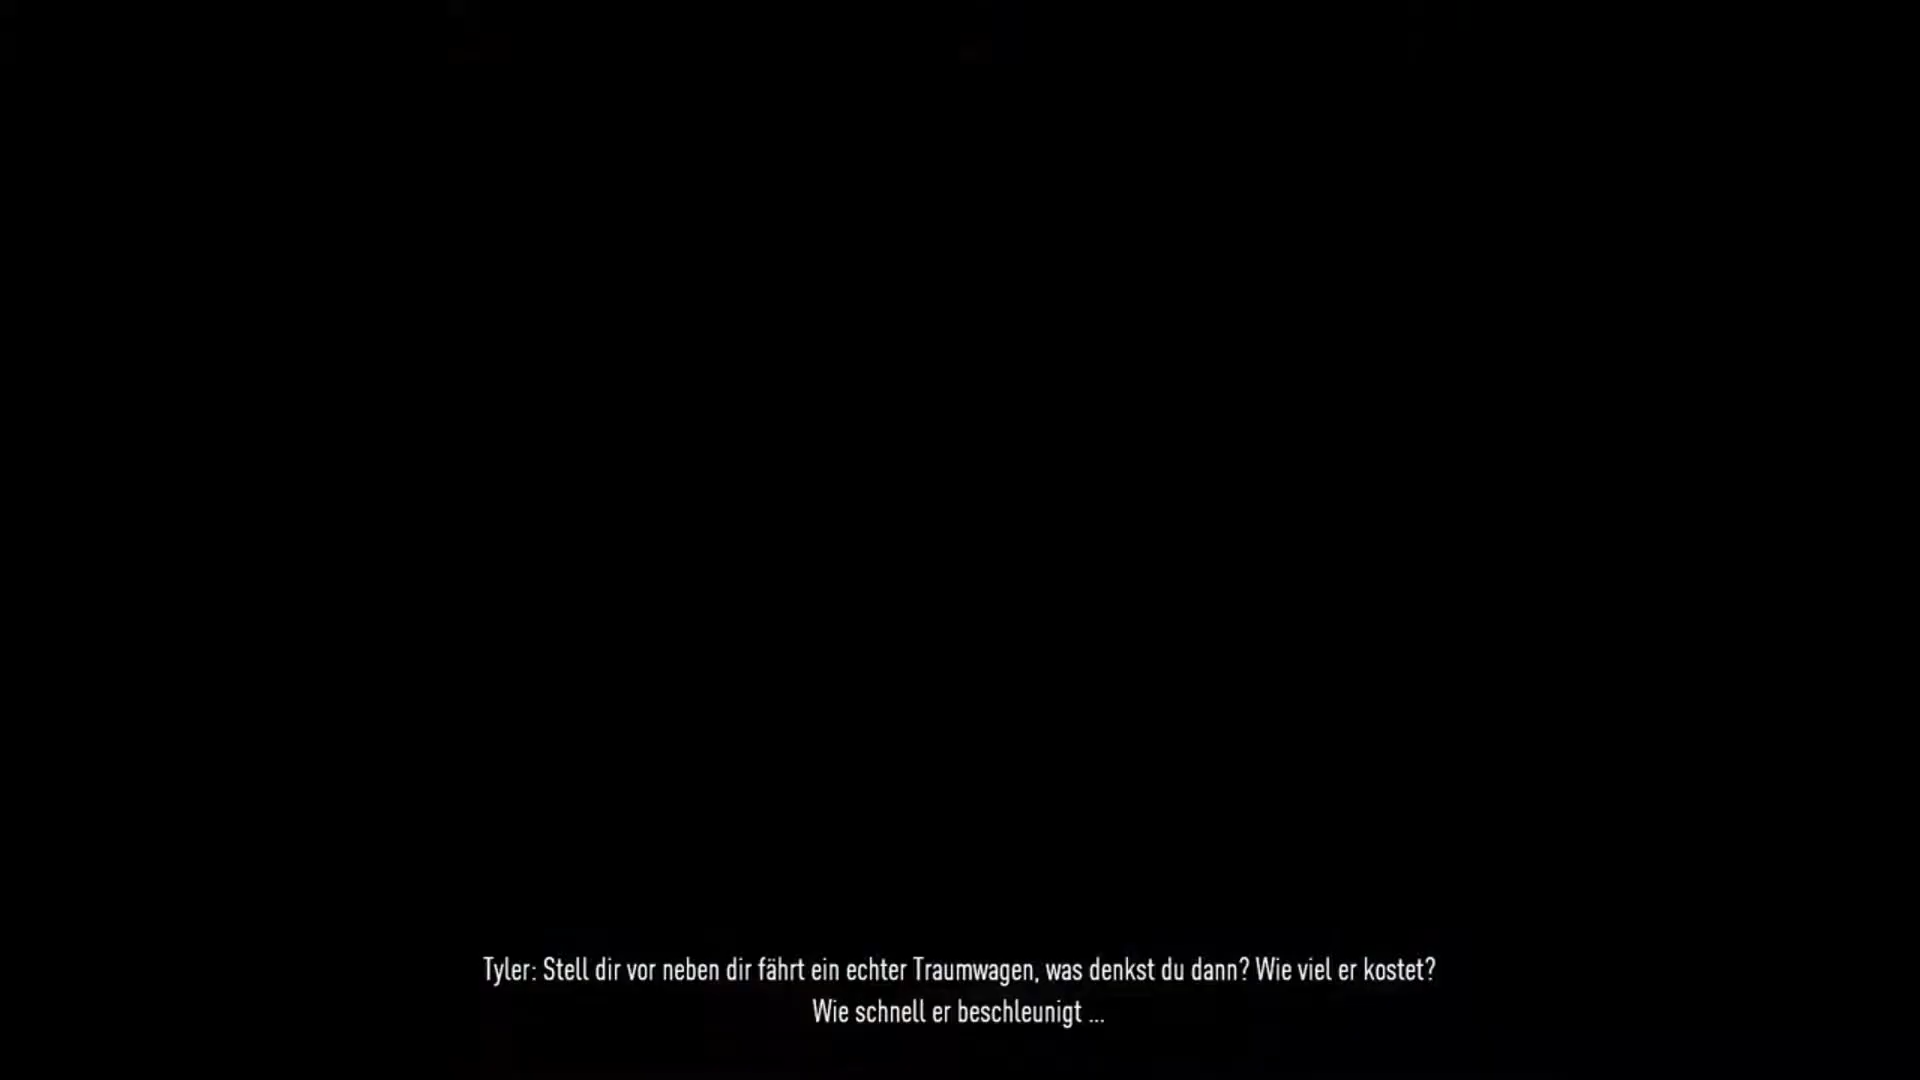 Tyler: Stell dir vor neben dir fährt ein echter Traumwagen, was denkst du dann? Wie viel er kostet?
Wie schnell er beschleunigt ...